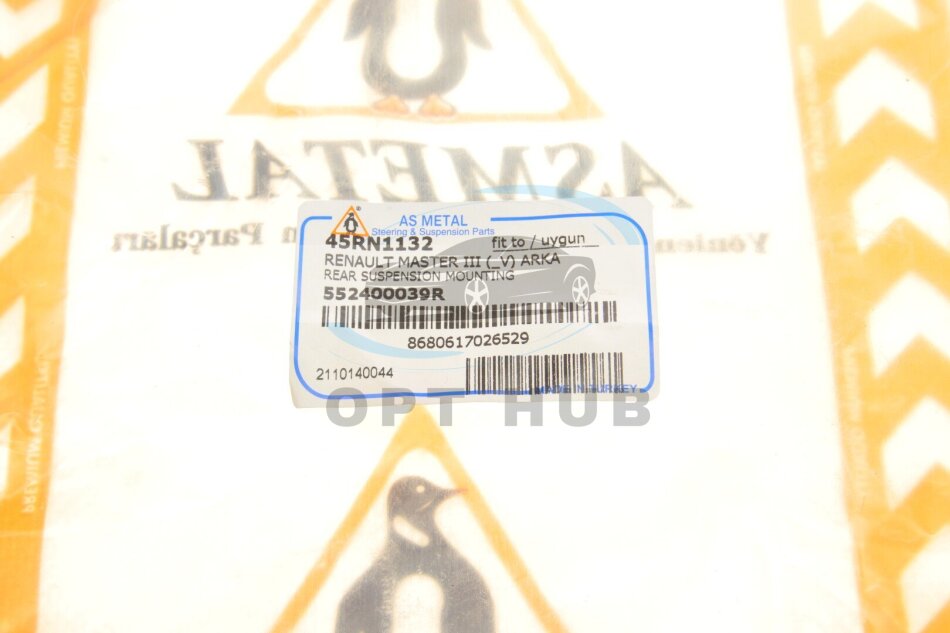 ASMETAL
n Parçaları
Yönlen
®
AS METAL
Steering & Suspension Parts
45RN1132 fit to / uygun
RENAULT MASTER III (_V) ARKA
REAR SUSPENSION MOUNTING
552400039R
8680617026529
2110140044
MADE IN TURKEY
OPT HUB